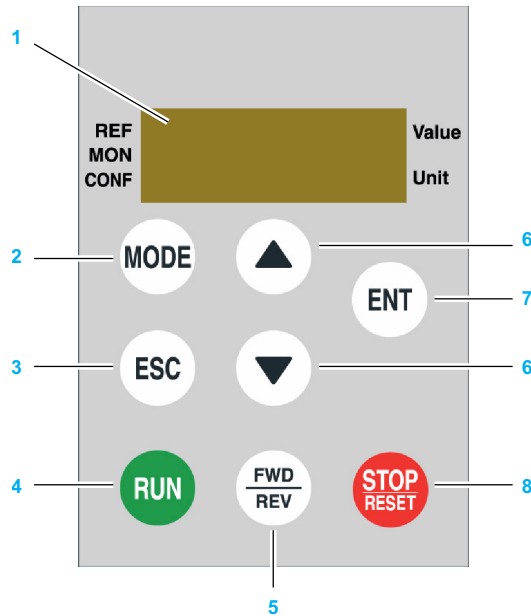 1
REF
MON
CONF
Value
Unit
2
MODE
6
ENT
7
3
ESC
6
4
RUN
FWD
REV
STOP
RESET
8
5